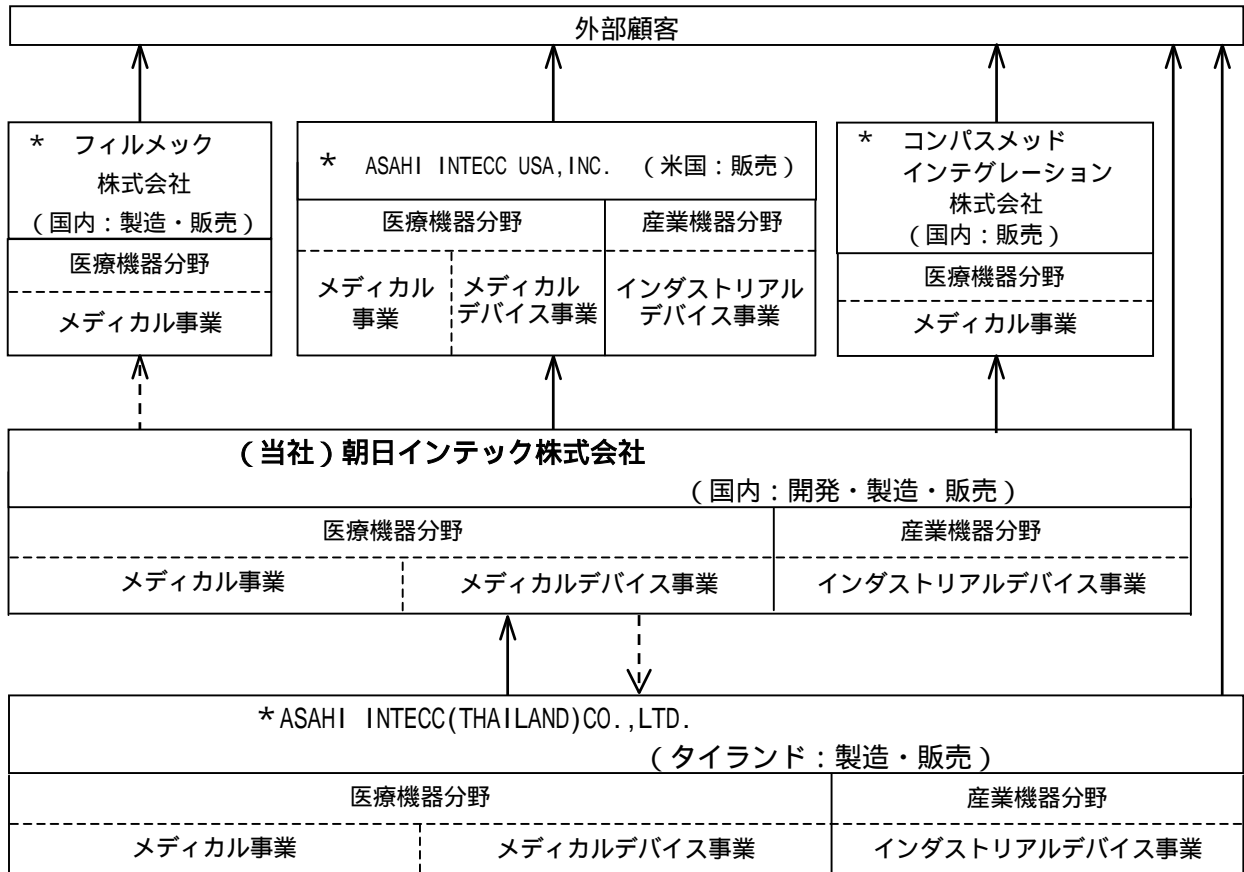 外部顧客
* フィルメック
株式会社
(国内:製造・販売)
医療機器分野
メディカル事業
* ASAHI INTECC USA,INC. (米国:販売)
医療機器分野 産業機器分野
メディカル
事業
メディカル
デバイス事業
インダストリアル
デバイス事業
* コンパスメッド
インテグレーション
株式会社
(国内:販売)
医療機器分野
メディカル事業
(当社)朝日インテック株式会社
(国内:開発・製造・販売)
医療機器分野 産業機器分野
メディカル事業 メディカルデバイス事業 インダストリアルデバイス事業
*ASAHI INTECC(THAILAND)CO.,LTD.
(タイランド:製造・販売)
医療機器分野 産業機器分野
メディカル事業 メディカルデバイス事業 インダストリアルデバイス事業